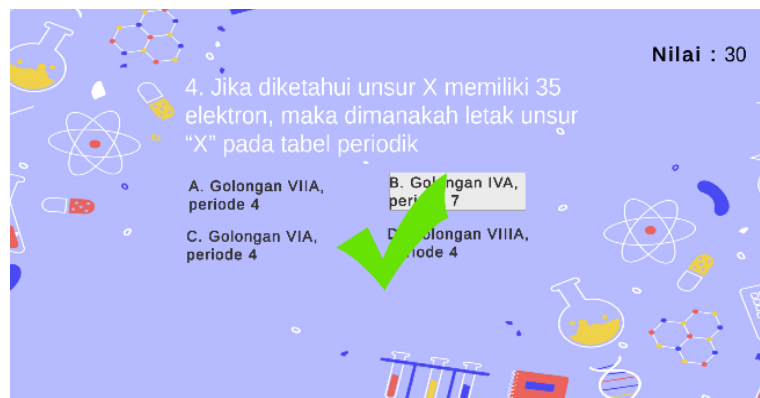 Nilai : 30
4. Jika diketahui unsur X memiliki 35
elektron, maka dimanakah letak unsur
“X” pada tabel periodik
A. Golongan VIIA,
periode 4
B. Golongan IVA,
periode 7
C. Golongan VIA,
periode 4
D. Golongan VIIIA,
periode 4